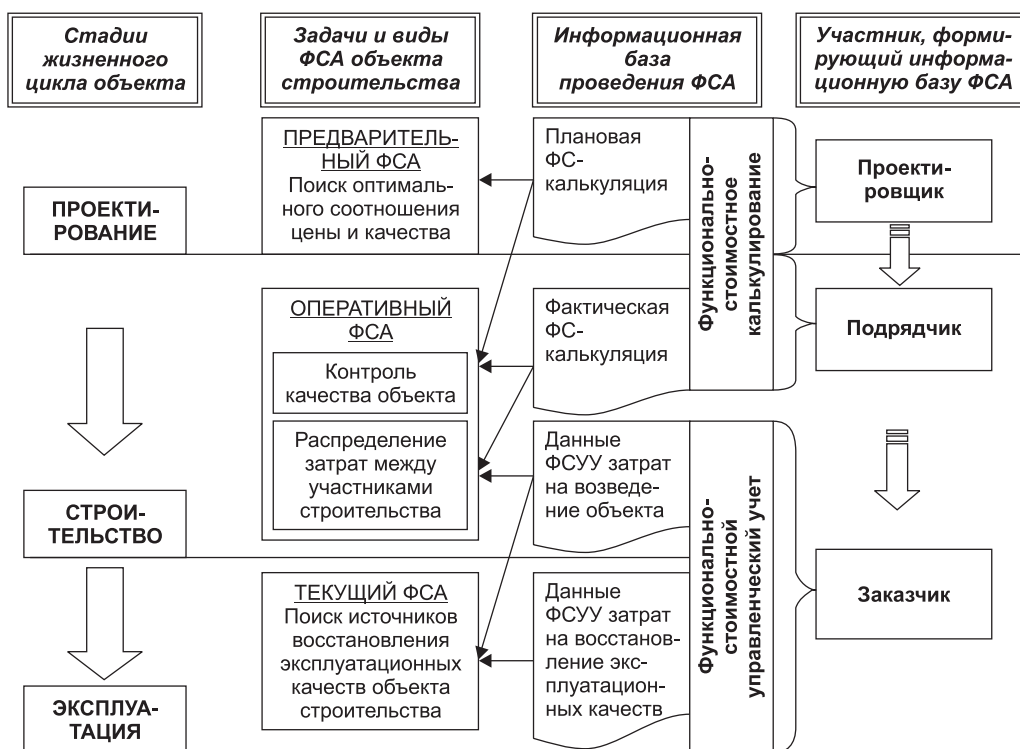 Стадии
жизненного
цикла объекта
Задачи и виды
ФСА объекта
строительства
Информационная
база
проведения ФСА
Участник, форми-
рующий информа-
ционную базу ФСА
ПРОЕКТИ-
РОВАНИЕ
ПРЕДВАРИТЕЛЬ-
НЫЙ ФСА
Поиск оптималь-
ного соотношения
цены и качества
Плановая
ФС-
калькуляция
Функционально-
стоимостное
калькулирование
Проекти-
ровщик
ОПЕРАТИВНЫЙ
ФСА
Контроль
качества объекта
Распределение
затрат между
участниками
строительства
Фактическая
ФС-
калькуляция
Подрядчик
СТРОИ-
ТЕЛЬСТВО
Данные
ФСУУ затрат
на возведе-
ние объекта
Функционально-
стоимостной
управленческий учет
Заказчик
ТЕКУЩИЙ ФСА
Поиск источников
восстановления
эксплуатационных
качеств объекта
строительства
Данные
ФСУУ затрат
на восстанов-
ление экс-
плуатацион-
ных качеств
ЭКСПЛУА-
ТАЦИЯ